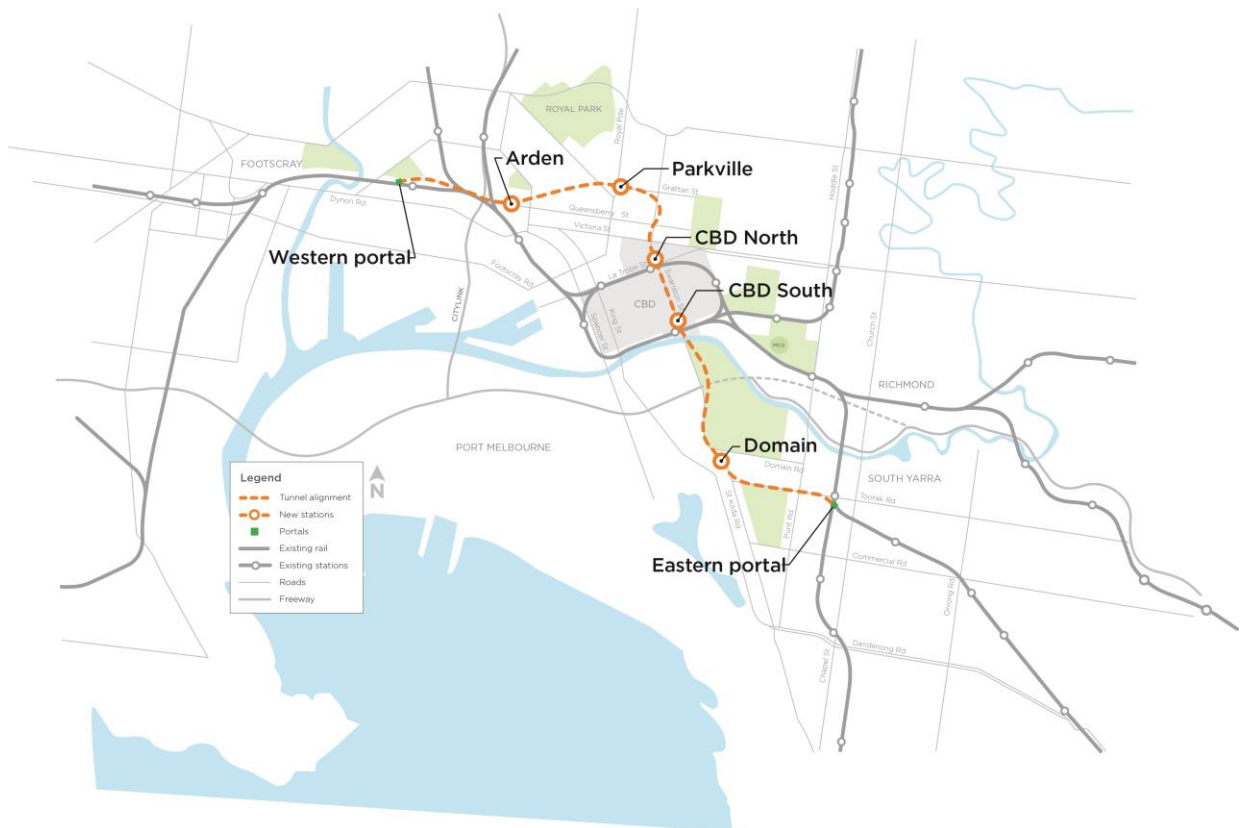 ROYAL PARK
Royal Pde
Hoddle St
FOOTSCRAY
Arden
Parkville
Grattan St
Dynon Rd
Queensberry St
Victoria St
CBD North
Western portal
Footscray Rd
La Trobe St
Swanston St
CBD South
CITYLINK
CBD
King St
Spencer St
Church St
MCG
RICHMOND
PORT MELBOURNE
Domain
Domain Rd
SOUTH YARRA
Toorak Rd
St Kilda Rd
Punt Rd
Commercial Rd
Eastern portal
Orrong Rd
Dandenong Rd
Chapel St
N
Legend
Tunnel alignment
New stations
Portals
Existing rail
Existing stations
Roads
Freeway